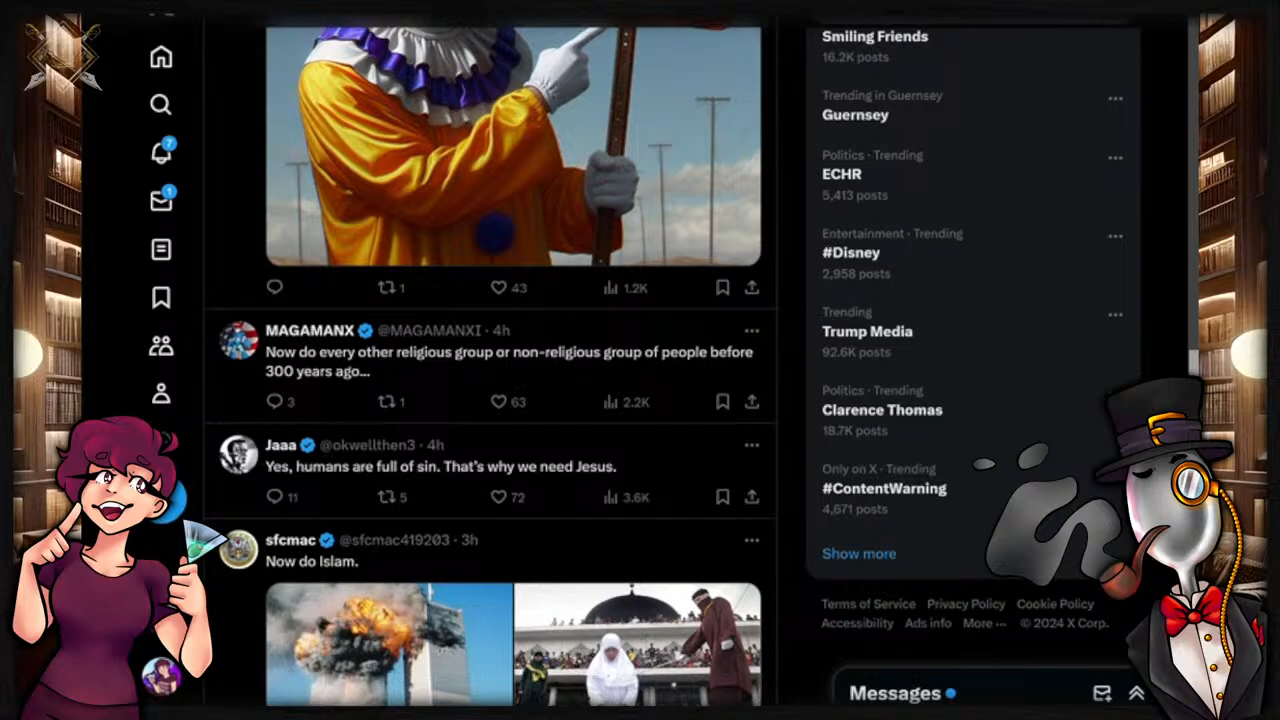 7
1
1
43
1.2K
MAGAMANX @MAGAMANXI · 4h
Now do every other religious group or non-religious group of people before
300 years ago...
3
1
63
2.2K
Jaaa @okwellthen3 · 4h
Yes, humans are full of sin. That's why we need Jesus.
11
5
72
3.6K
sfcmac @sfcmac419203 · 3h
Now do Islam.
Smiling Friends
16.2K posts
Trending in Guernsey
Guernsey
Politics · Trending
ECHR
5,413 posts
Entertainment · Trending
#Disney
2,958 posts
Trending
Trump Media
92.6K posts
Politics · Trending
Clarence Thomas
18.7K posts
Only on X · Trending
#ContentWarning
4,671 posts
Show more
Terms of Service Privacy Policy Cookie Policy
Accessibility Ads info More ··· © 2024 X Corp.
Messages